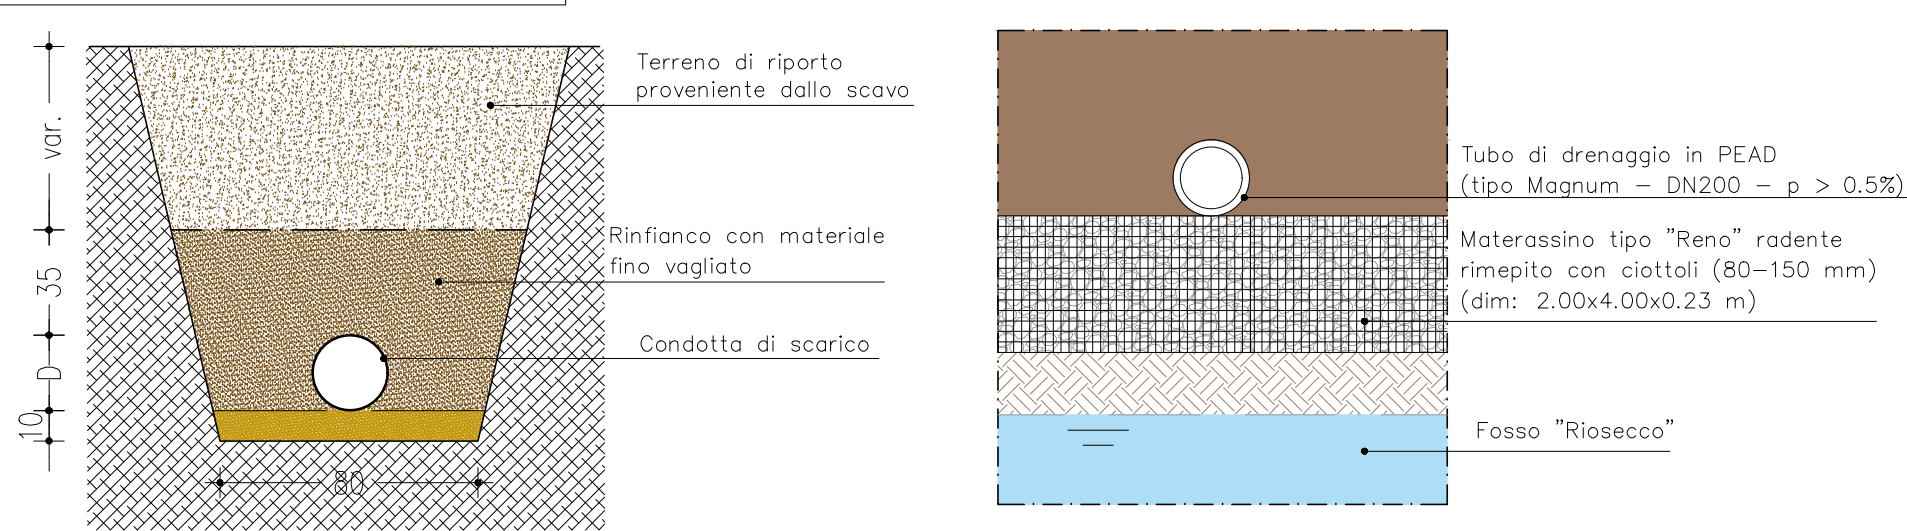 Terreno di riporto
proveniente dallo scavo
var.
Rinfianco con materiale
fino vagliato
35
Condotta di scarico
D
10
80
Tubo di drenaggio in PEAD
(tipo Magnum – DN200 – p > 0.5%)
Materassino tipo "Reno" radente
rimepito con ciottoli (80–150 mm)
(dim: 2.00x4.00x0.23 m)
Fosso "Riosecco"